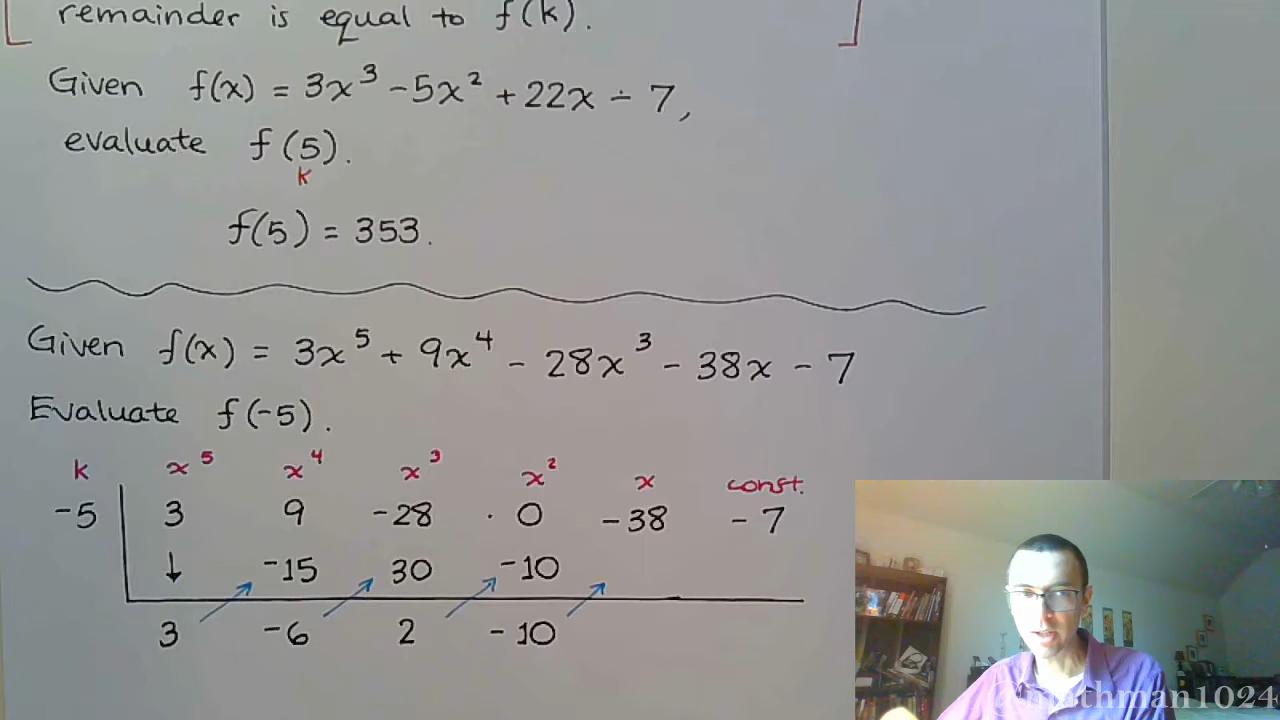 remainder is equal to f(k).
Given f(x) = 3x³ - 5x² + 22x - 7,
evaluate f(5).
k
f(5) = 353.
Given f(x) = 3x⁵ + 9x⁴ - 28x³ - 38x - 7
Evaluate f(-5).
k x⁵ x⁴ x³ x² x const.
-5 3 9 -28 0 -38 -7
↓ -15 30 -10
3 -6 2 -10
@mathman1024